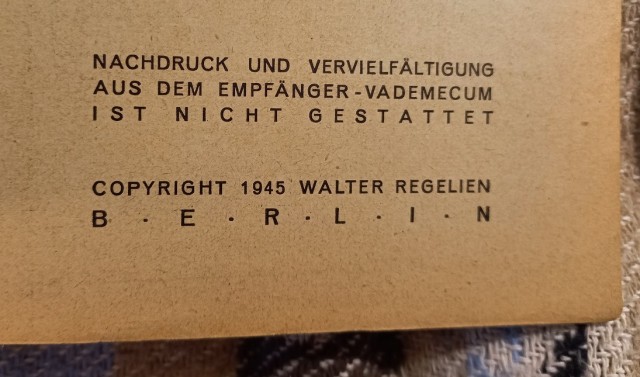 NACHDRUCK UND VERVIELFÄLTIGUNG
AUS DEM EMPFÄNGER-VADEMECUM
IST NICHT GESTATTET
COPYRIGHT 1945 WALTER REGELIEN
B·E·R·L·I·N